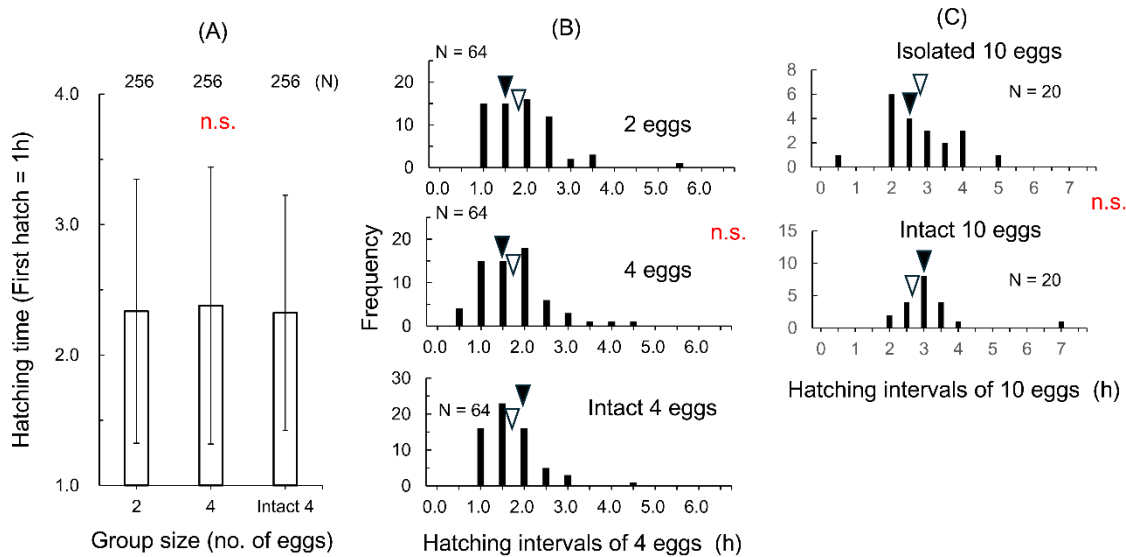 (A)
256 256 256 (N)
4.0
n.s.
3.0
2.0
1.0
2 4 Intact 4
Hatching time (First hatch = 1h)
Group size (no. of eggs)
(B)
N = 64
20
10
0
2 eggs
0.0 1.0 2.0 3.0 4.0 5.0 6.0
N = 64
n.s.
20
10
0
4 eggs
0.0 1.0 2.0 3.0 4.0 5.0 6.0
Frequency
30
N = 64
Intact 4 eggs
20
10
0
0.0 1.0 2.0 3.0 4.0 5.0 6.0
Hatching intervals of 4 eggs (h)
(C)
Isolated 10 eggs
8
N = 20
6
4
2
0
0 1 2 3 4 5 6 7
n.s.
Intact 10 eggs
15
N = 20
10
5
0
0 1 2 3 4 5 6 7
Hatching intervals of 10 eggs (h)